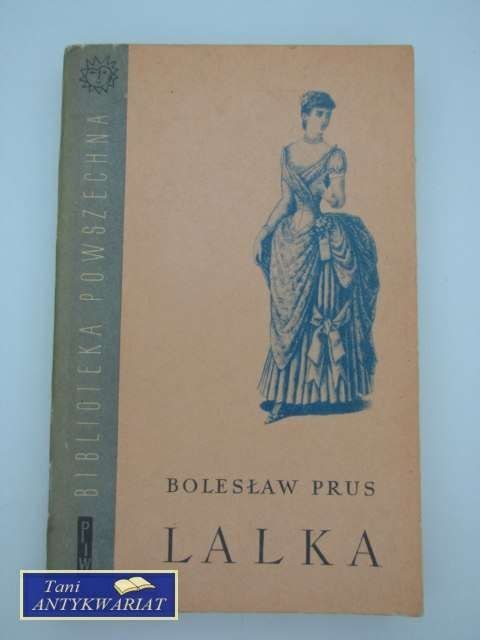 BIBLIOTEKA POWSZECHNA
PIW
BOLESŁAW PRUS
LALKA
Tani
ANTYKWARIAT